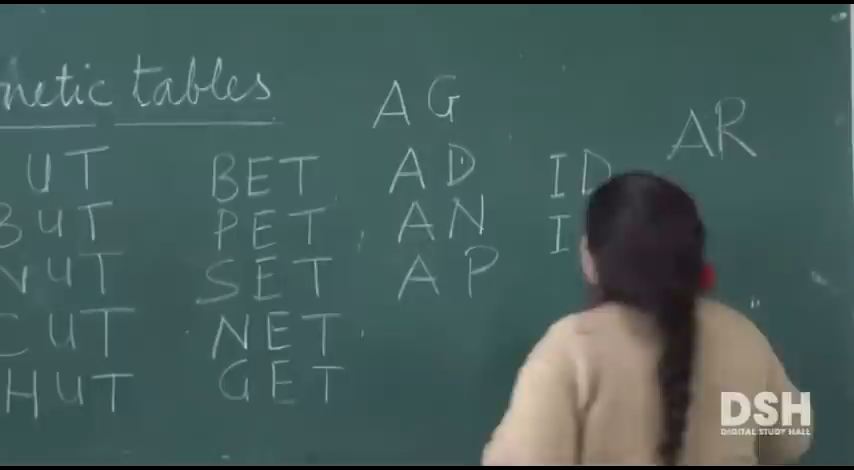 netic tables
UT
BUT
NUT
CUT
HUT
BET
PET
SET
NET
GET
AG
AD
AN
AP
ID
I
AR
DSH
DIGITAL STUDY HALL